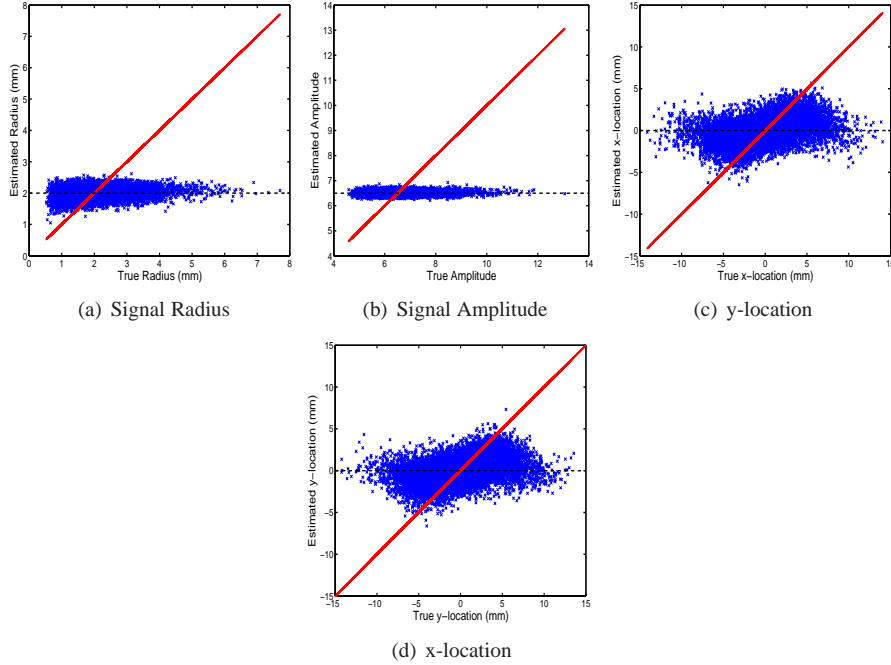 Estimated Radius (mm)
8
7
6
5
4
3
2
1
0
0 1 2 3 4 5 6 7 8
True Radius (mm)
(a) Signal Radius
Estimated Amplitude
14
13
12
11
10
9
8
7
6
5
4
4 6 8 10 12 14
True Amplitude
(b) Signal Amplitude
Estimated x−location (mm)
15
10
5
0
−5
−10
−15
−15 −10 −5 0 5 10 15
True x−location (mm)
(c) y-location
Estimated y−location (mm)
15
10
5
0
−5
−10
−15
−15 −10 −5 0 5 10 15
True y−location (mm)
(d) x-location